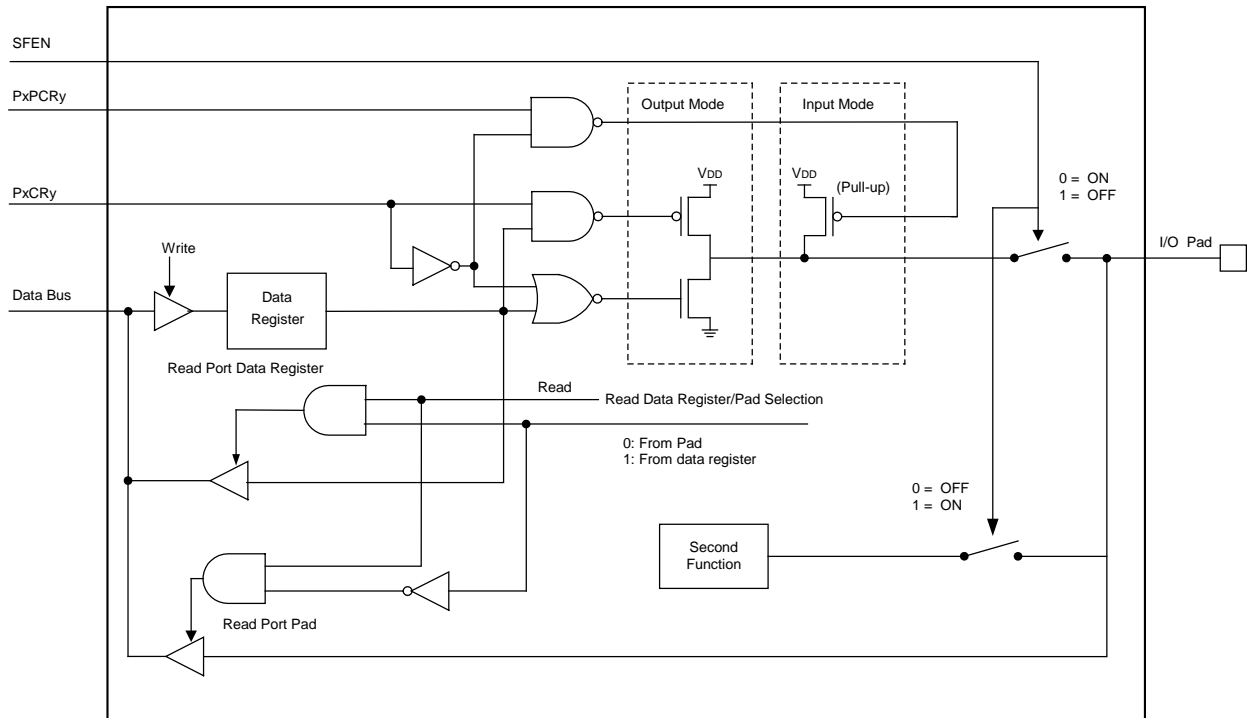 SFEN
PxPCRy
Output Mode
Input Mode
VDD
VDD
(Pull-up)
0 = ON
1 = OFF
PxCRy
I/O Pad
Write
Data Bus
Data
Register
Read Port Data Register
Read
Read Data Register/Pad Selection
0: From Pad
1: From data register
0 = OFF
1 = ON
Second
Function
Read Port Pad